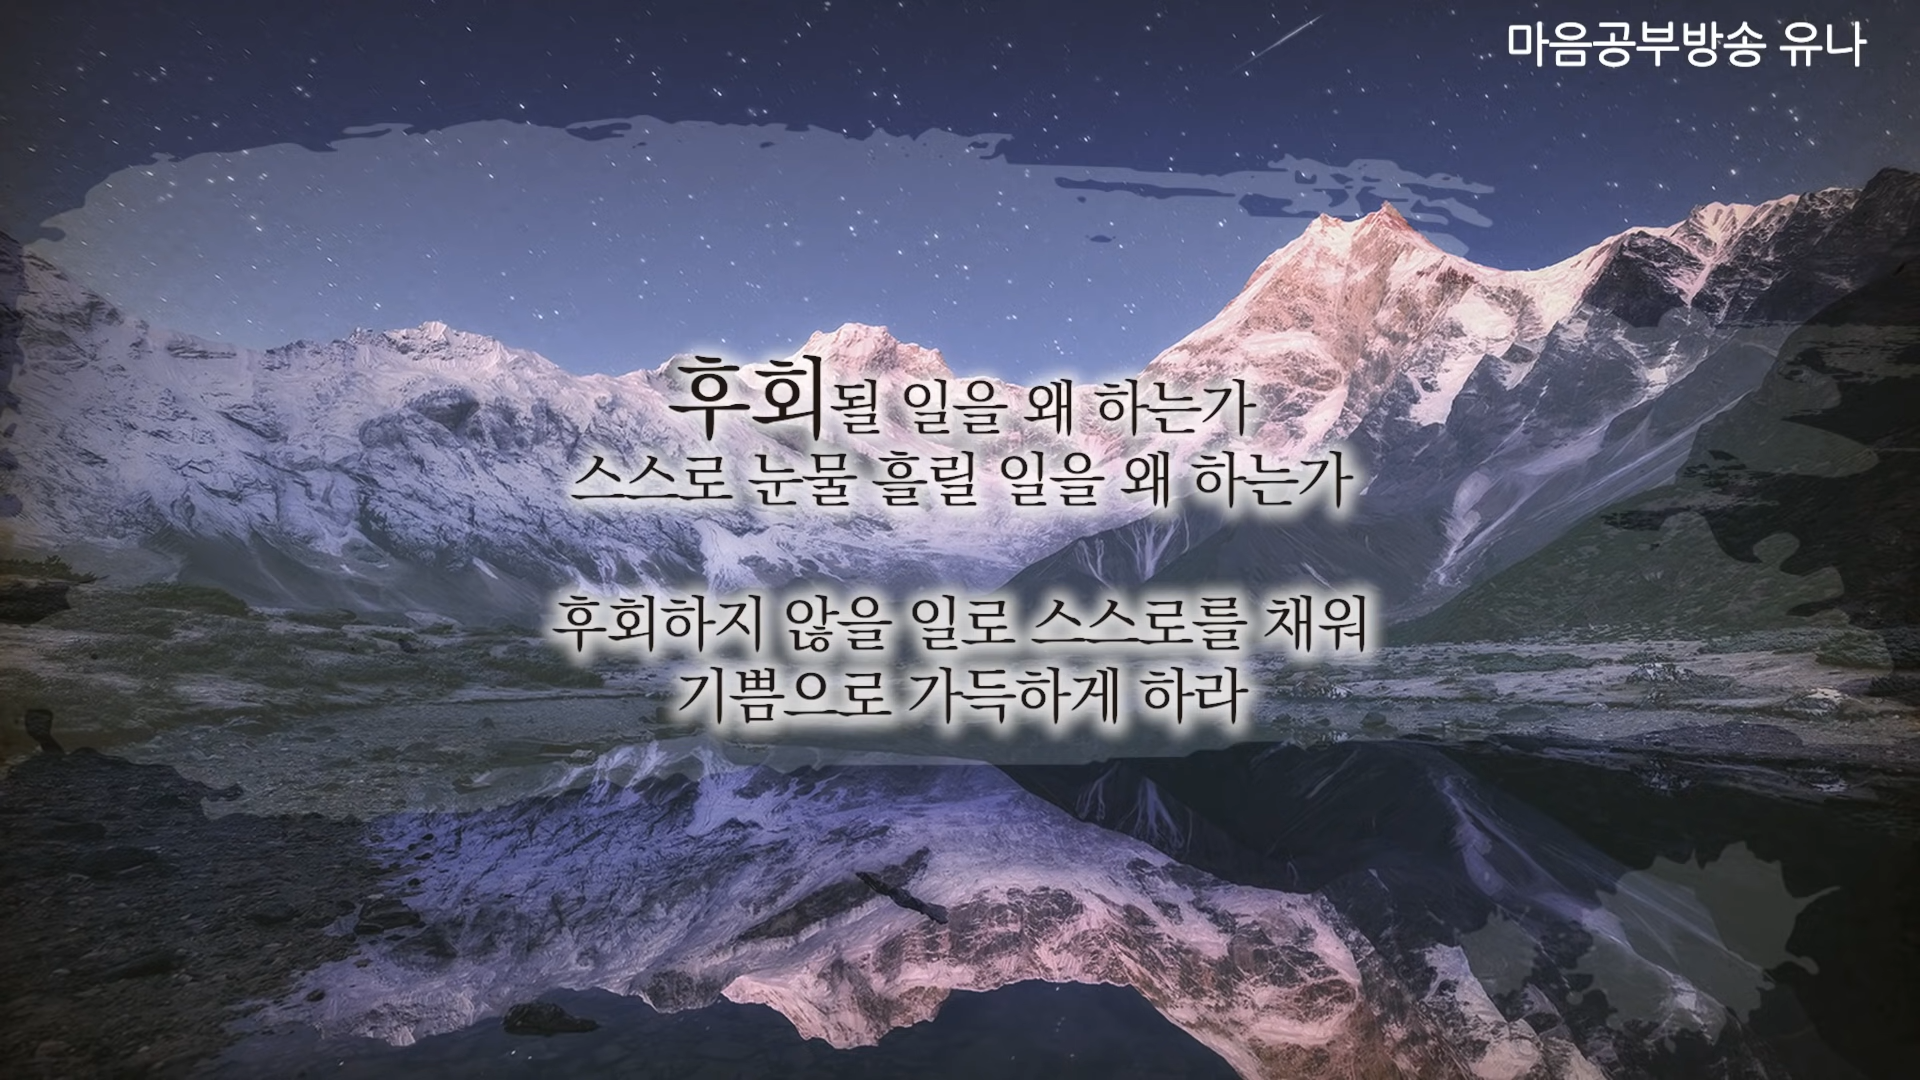 마음공부방송 유나
후회될 일을 왜 하는가
스스로 눈물 흘릴 일을 왜 하는가
후회하지 않을 일로 스스로를 채워
기쁨으로 가득하게 하라